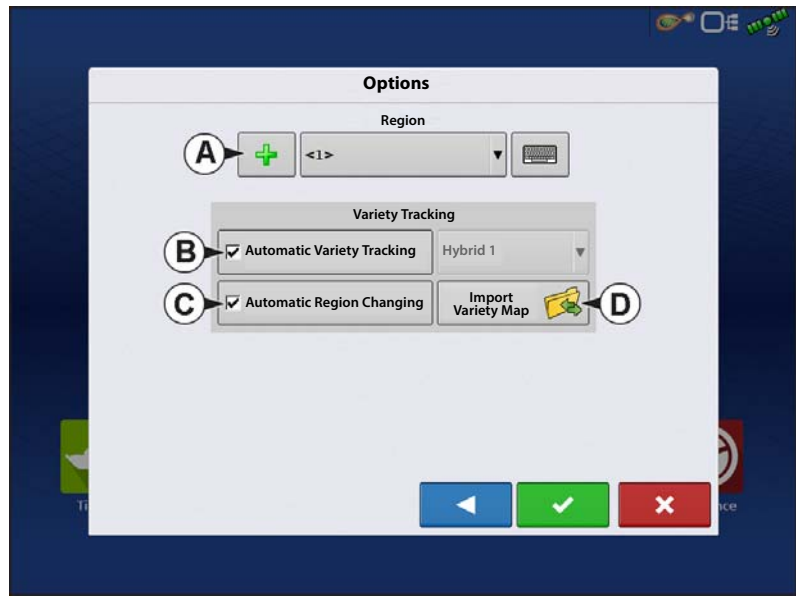 Options
Region
A
<1>
Variety Tracking
B
Automatic Variety Tracking
Hybrid 1
C
Automatic Region Changing
Import
Variety Map
D
Ti
nce